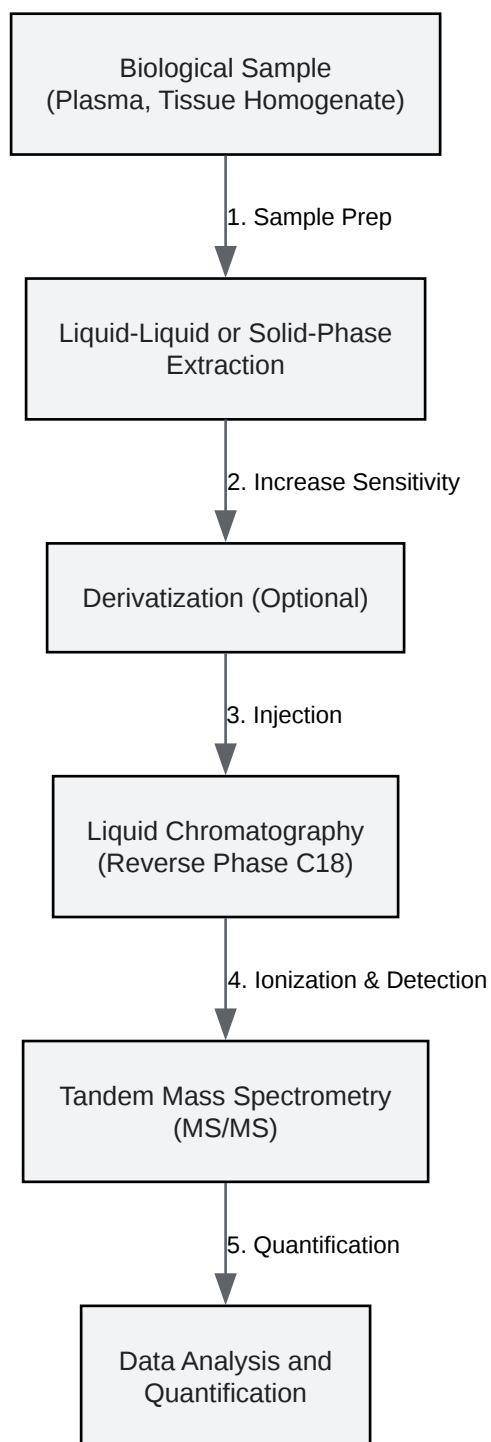 Biological Sample
(Plasma, Tissue Homogenate)
1. Sample Prep
Liquid-Liquid or Solid-Phase
Extraction
2. Increase Sensitivity
Derivatization (Optional)
3. Injection
Liquid Chromatography
(Reverse Phase C18)
4. Ionization & Detection
Tandem Mass Spectrometry
(MS/MS)
5. Quantification
Data Analysis and
Quantification